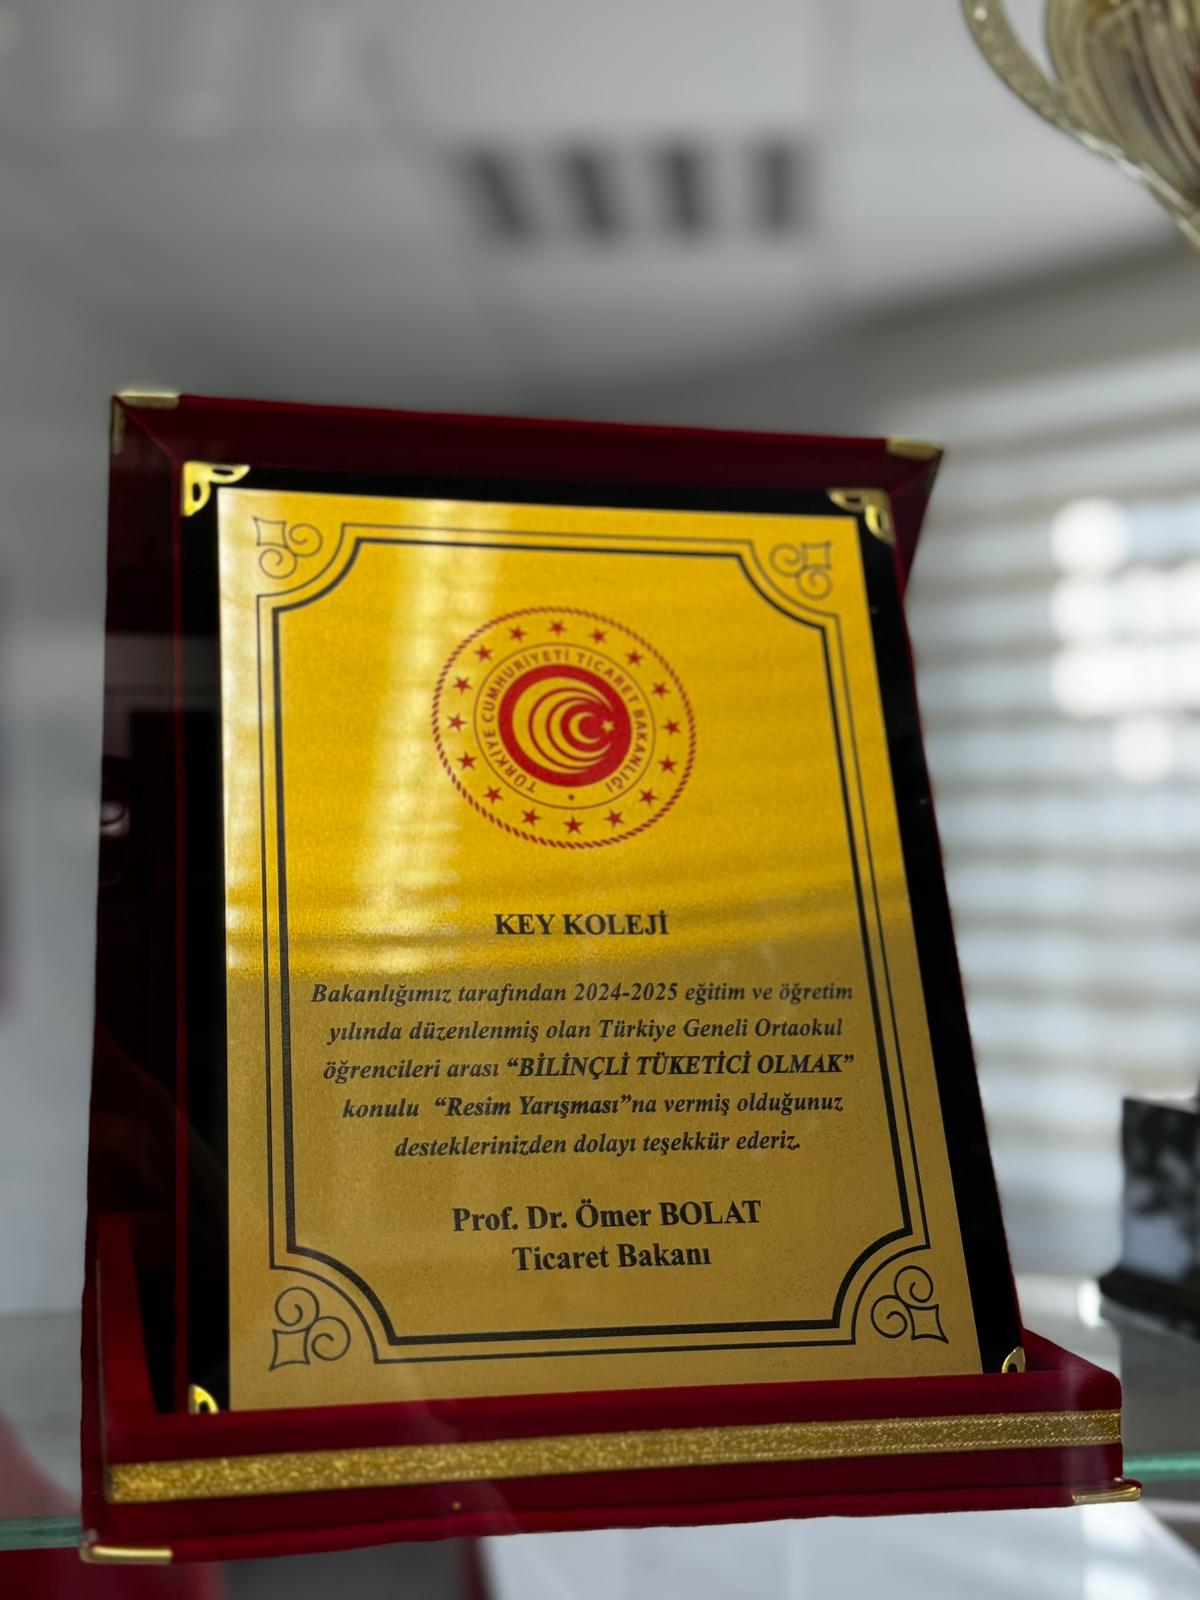 TÜRKİYE CUMHURİYETİ TİCARET BAKANLIĞI
KEY KOLEJİ
Bakanlığımız tarafından 2024-2025 eğitim ve öğretim
yılında düzenlenmiş olan Türkiye Geneli Ortaokul
öğrencileri arası “BİLİNÇLİ TÜKETİCİ OLMAK”
konulu “Resim Yarışması”na vermiş olduğunuz
desteklerinizden dolayı teşekkür ederiz.
Prof. Dr. Ömer BOLAT
Ticaret Bakanı